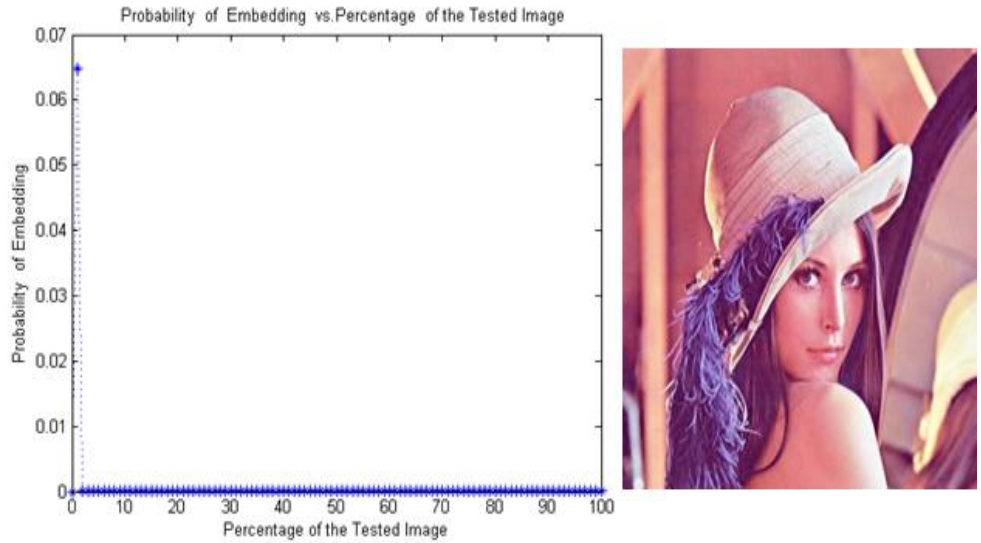 Probability of Embedding vs.Percentage of the Tested Image
0.07
0.06
0.05
0.04
0.03
0.02
0.01
0
Probability of Embedding
0 10 20 30 40 50 60 70 80 90 100
Percentage of the Tested Image